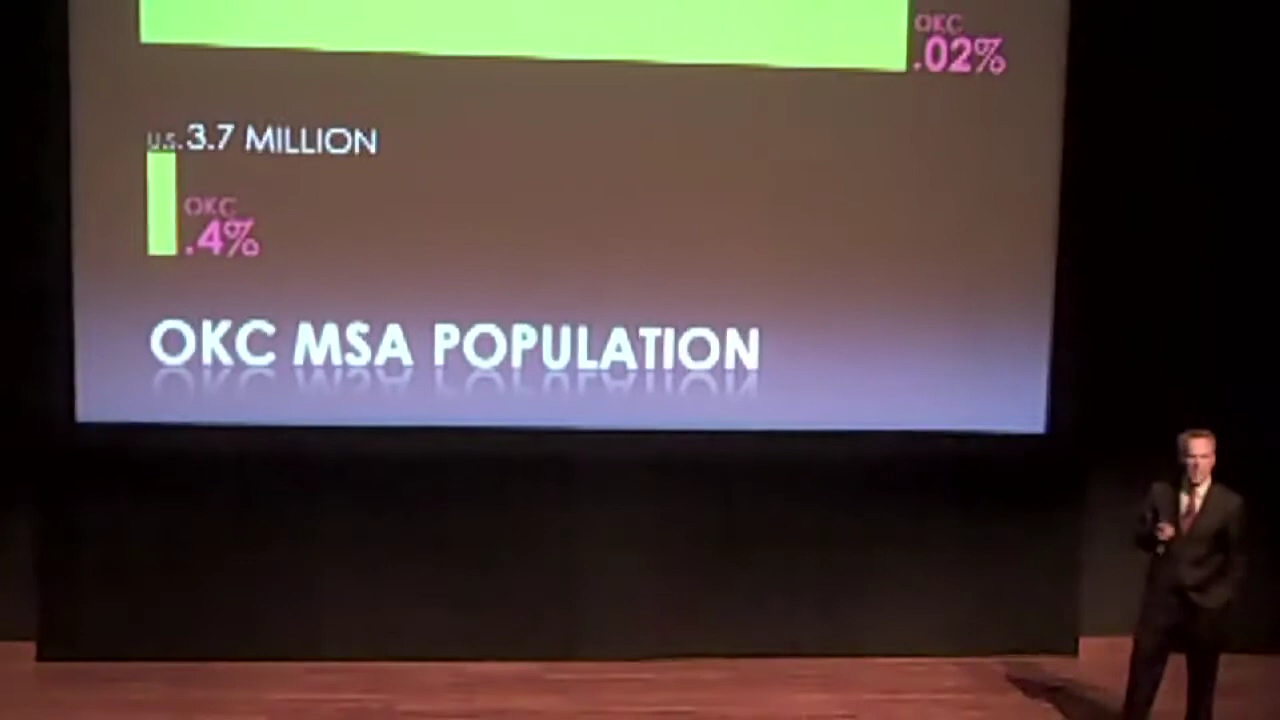 OKC
.02%
U.S. 3.7 MILLION
OKC
.4%
OKC MSA POPULATION